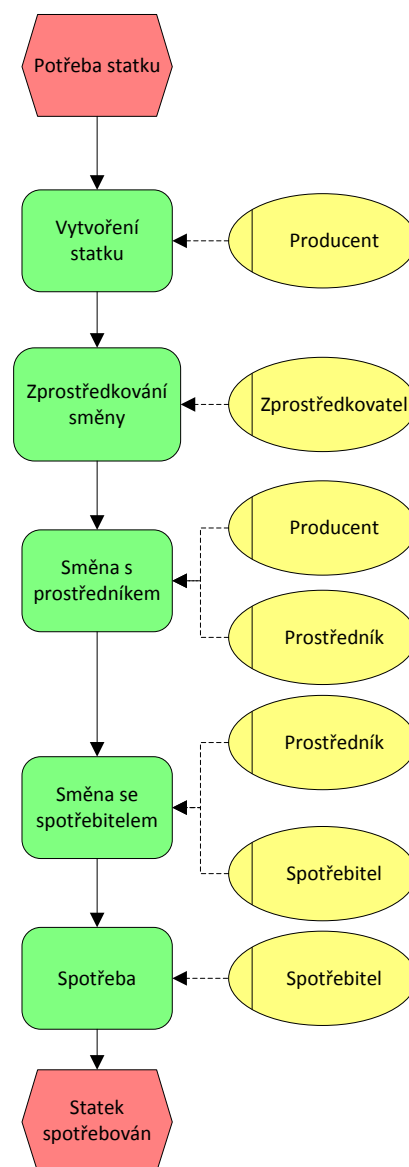 Potřeba statku
Vytvoření
statku
Producent
Zprostředkování
směny
Zprostředkovatel
Producent
Směna s
prostředníkem
Prostředník
Prostředník
Směna se
spotřebitelem
Spotřebitel
Spotřeba
Spotřebitel
Statek
spotřebován